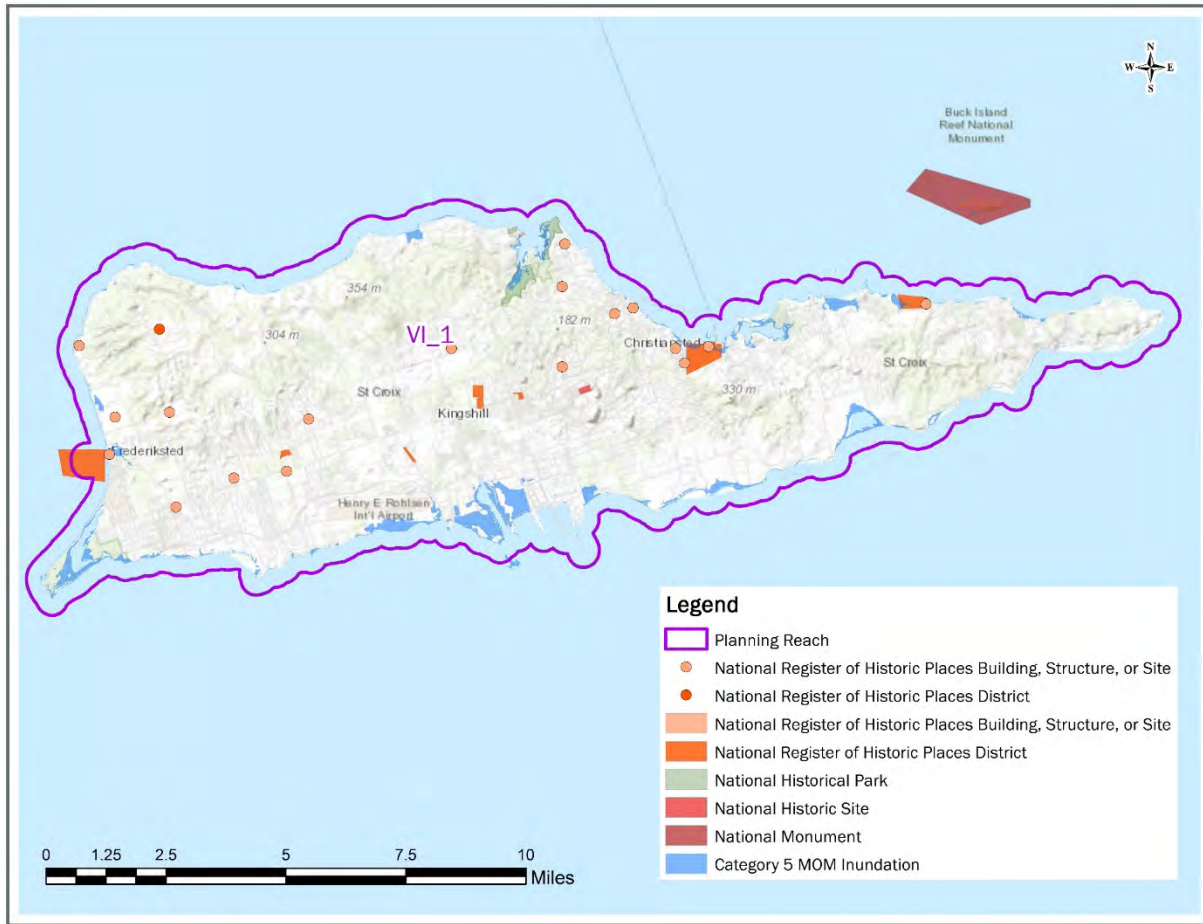 N
W E
S
Buck Island
Reef National
Monument
354 m
304 m
VI_1
182 m
Christiansted
St Croix
Kingshill
330 m
St Croix
Frederiksted
Henry E Rohlsen
Int'l Airport
Legend
Planning Reach
National Register of Historic Places Building, Structure, or Site
National Register of Historic Places District
National Register of Historic Places Building, Structure, or Site
National Register of Historic Places District
National Historical Park
National Historic Site
National Monument
Category 5 MOM Inundation
0 1.25 2.5 5 7.5 10
Miles